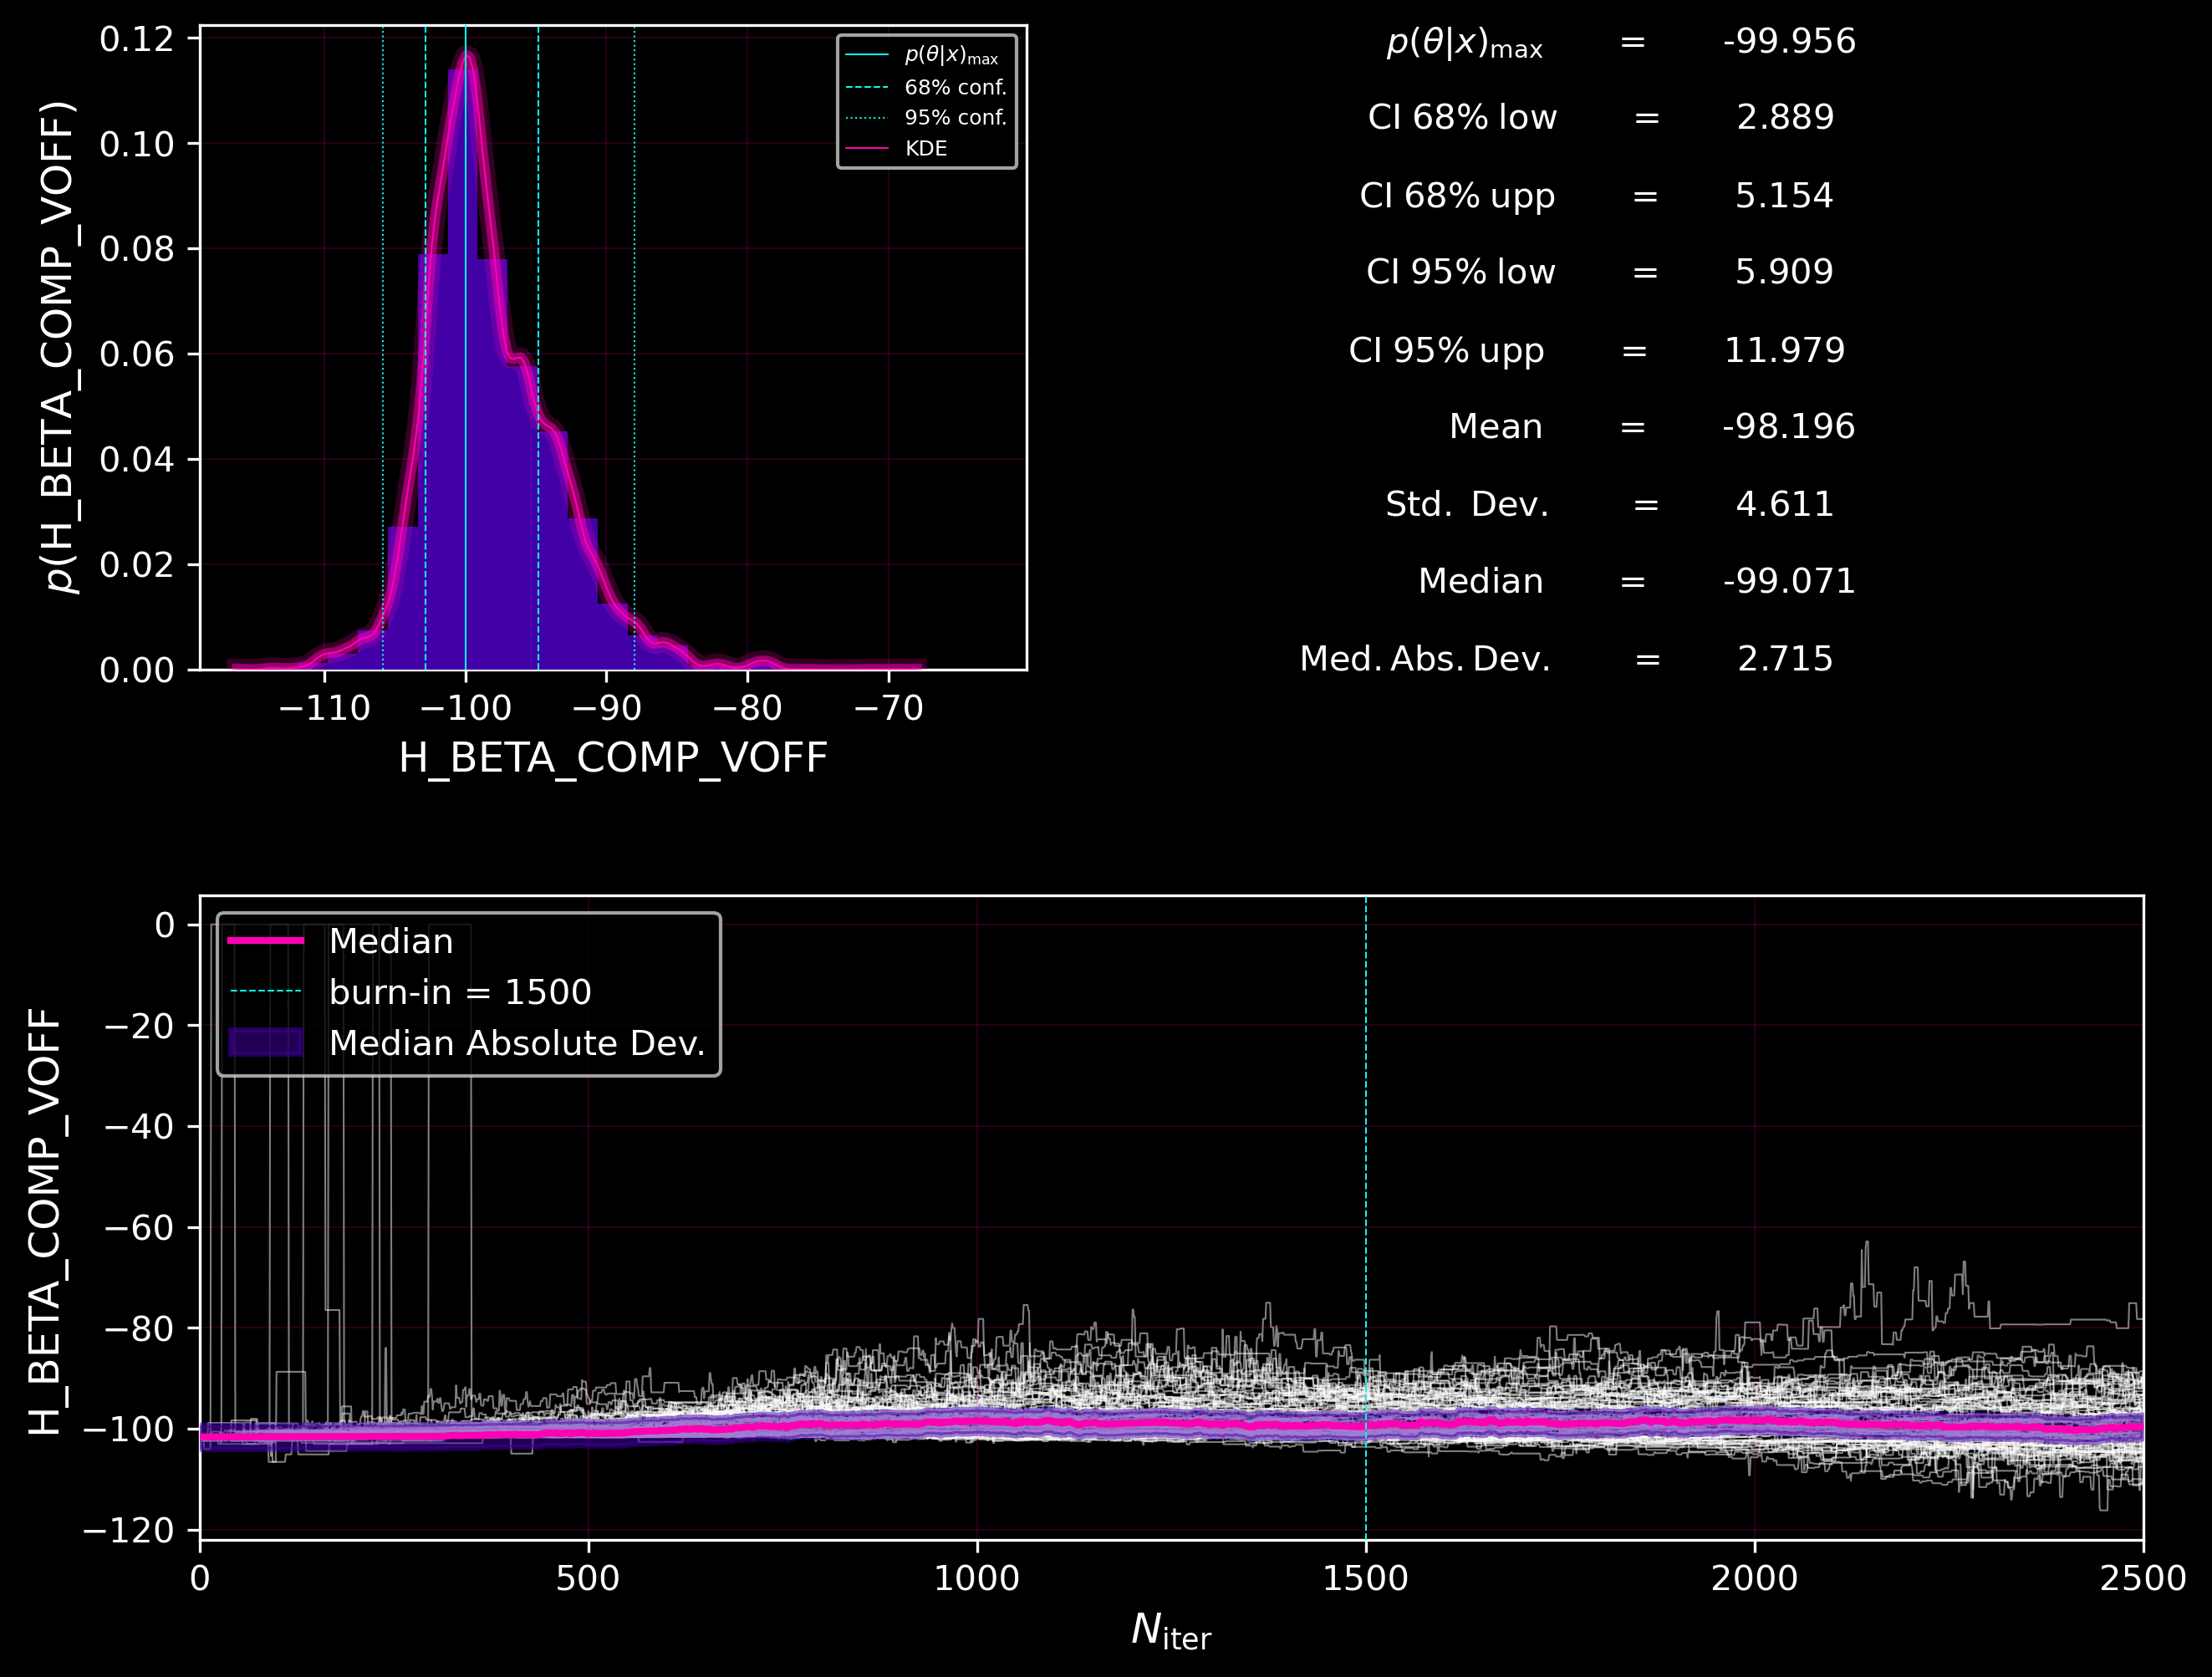 0.12
0.10
0.08
0.06
0.04
0.02
0.00
p(H_BETA_COMP_VOFF)
p(θ|x)max
68% conf.
95% conf.
KDE
−110 −100 −90 −80 −70
H_BETA_COMP_VOFF
p(θ|x)max = -99.956
CI 68% low = 2.889
CI 68% upp = 5.154
CI 95% low = 5.909
CI 95% upp = 11.979
Mean = -98.196
Std. Dev. = 4.611
Median = -99.071
Med. Abs. Dev. = 2.715
0
−20
−40
−60
−80
−100
−120
H_BETA_COMP_VOFF
Median
burn-in = 1500
Median Absolute Dev.
0 500 1000 1500 2000 2500
Niter